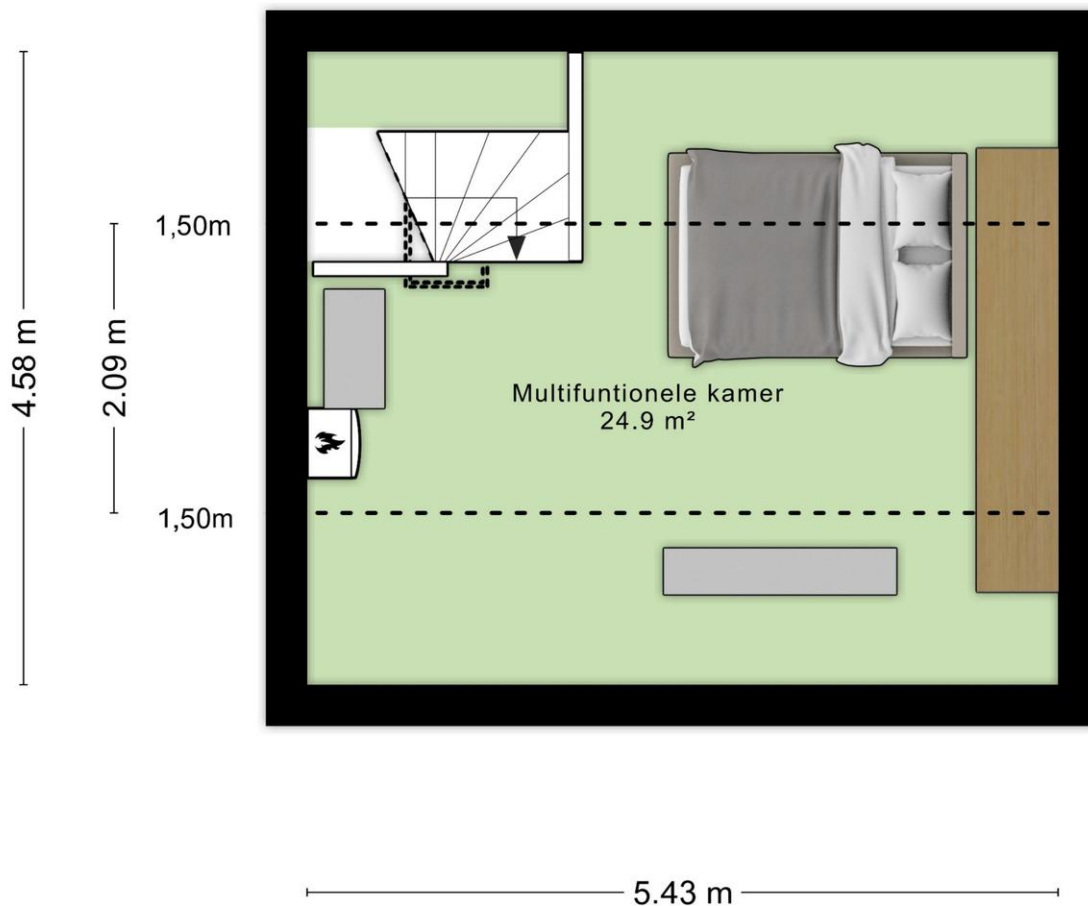 1,50m
4.58 m
2.09 m
Multifuntionele kamer
24.9 m²
1,50m
5.43 m